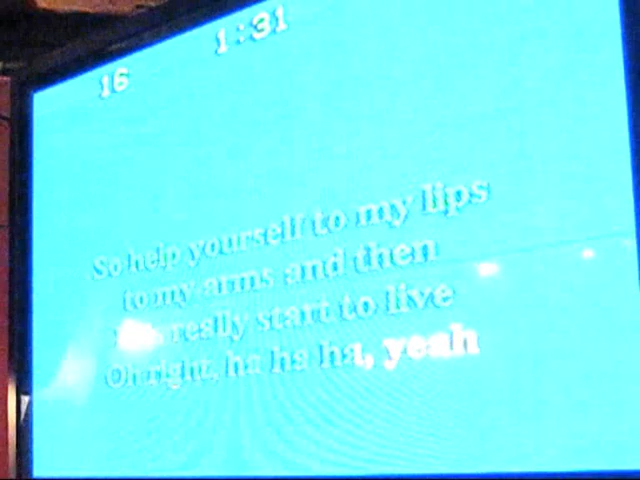 16
1:31
So help yourself to my lips
to my arms and then
really start to live
Oh right, ha ha ha, yeah